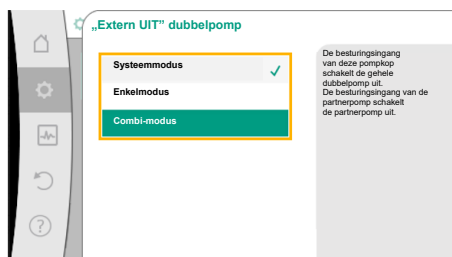 „Extern UIT” dubbelpomp
Systeemmodus
Enkelmodus
Combi-modus
De besturingsingang
van deze pompkop
schakelt de gehele
dubbelpomp uit.
De besturingsingang van de
partnerpomp schakelt
de partnerpomp uit.